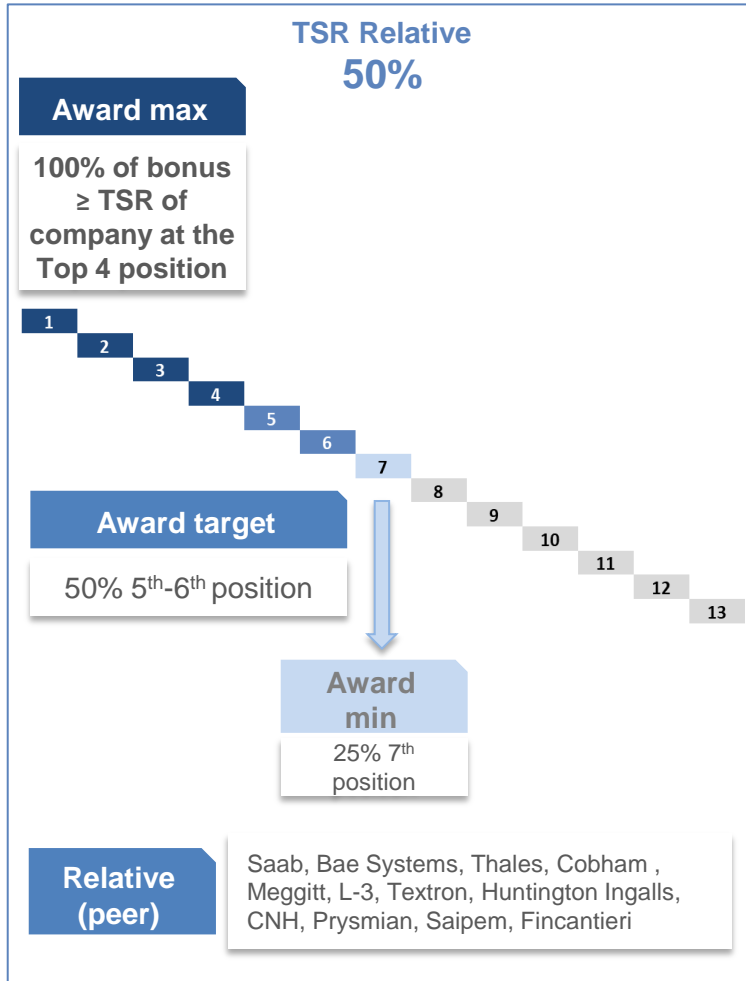 TSR Relative
50%
Award max
100% of bonus
≥ TSR of
company at the
Top 4 position
1
2
3
4
5
6
7
8
9
10
11
12
13
Award target
50% 5th-6th position
Award
min
25% 7th
position
Relative
(peer)
Saab, Bae Systems, Thales, Cobham ,
Meggitt, L-3, Textron, Huntington Ingalls,
CNH, Prysmian, Saipem, Fincantieri